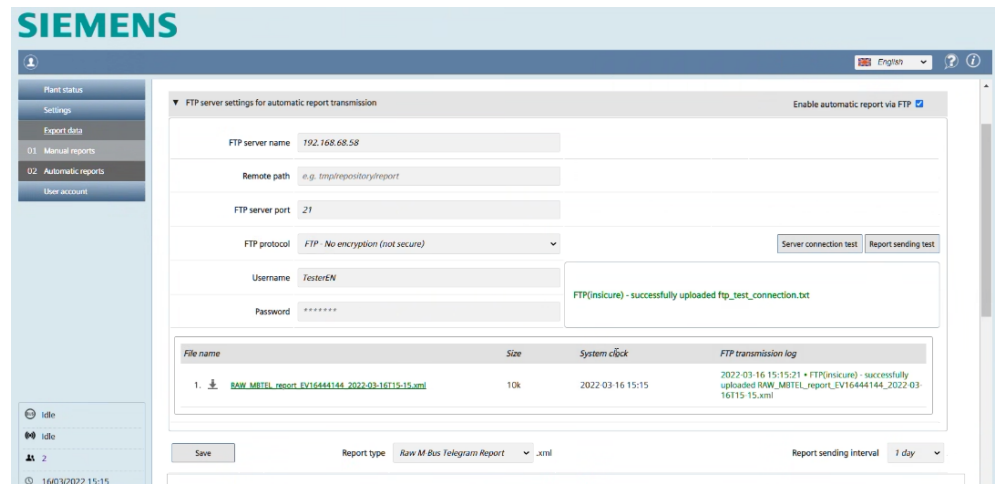 SIEMENS
English
Plant status
Settings
Export data
01 Manual reports
02 Automatic reports
User account
▼ FTP server settings for automatic report transmission
Enable automatic report via FTP
FTP server name 192.168.68.58
Remote path e.g. tmp/repository/report
FTP server port 21
FTP protocol FTP - No encryption (not secure)
Server connection test Report sending test
Username TesterEN
Password *******
FTP(insicure) - successfully uploaded ftp_test_connection.txt
File name Size System clock FTP transmission log
1. RAW_MBTEL_report_EV16444144_2022-03-16T15-15.xml 10k 2022-03-16 15:15
2022-03-16 15:15:21 • FTP(insicure) - successfully
uploaded RAW_MBTEL_report_EV16444144_2022-03-
16T15-15.xml
Idle
Idle
2
16/03/2022 15:15
Save Report type Raw M-Bus Telegram Report .xml Report sending interval 1 day